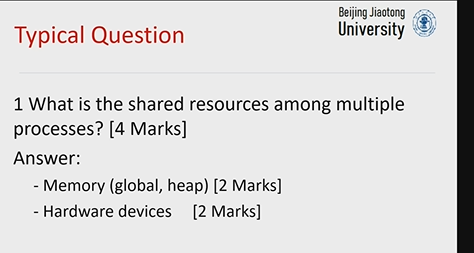 Beijing Jiaotong
University
Typical Question
1 What is the shared resources among multiple
processes? [4 Marks]
Answer:
- Memory (global, heap) [2 Marks]
- Hardware devices [2 Marks]